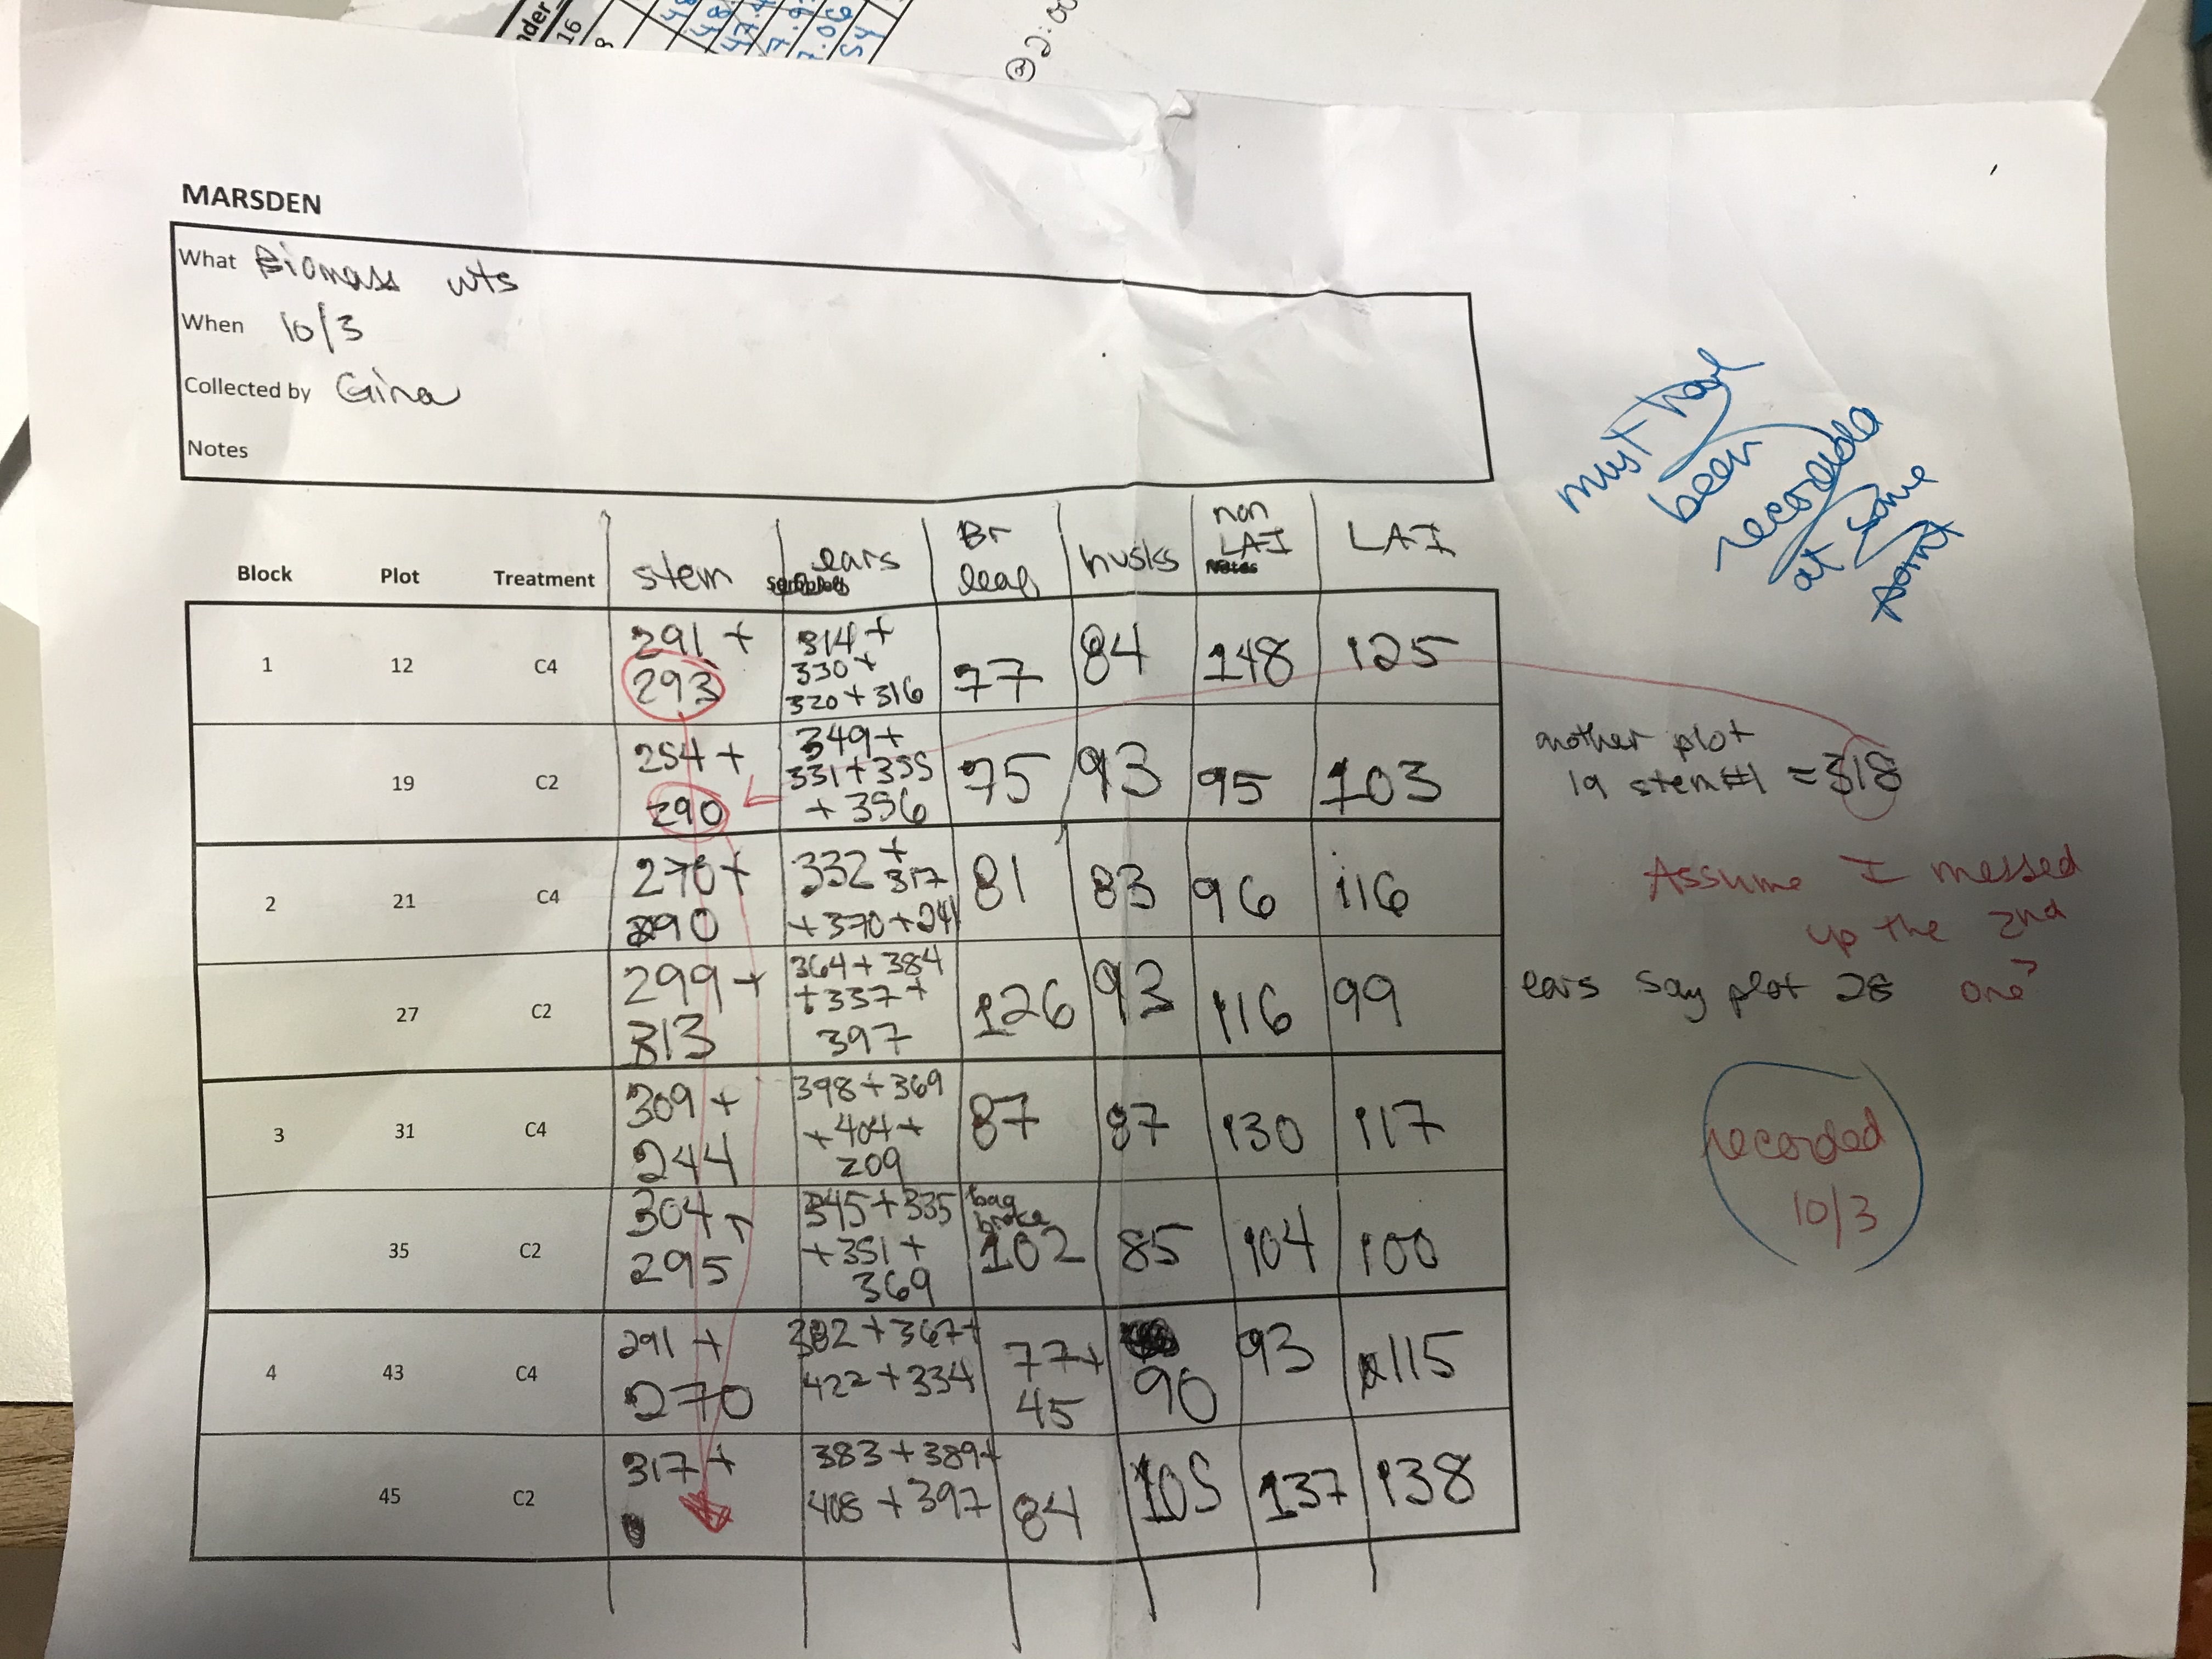 16
@2:00
MARSDEN
What Biomass wts
When 10/3
Collected by Gina
Notes
must have
been
recorded
at some
point
Block Plot Treatment stem ears Br leaf husks non LAI LAI
Notes
1 12 C4 291 + 293 314 + 330 + 320 + 316 77 84 148 125
19 C2 254 + 290 349 + 331 + 355 + 356 75 93 95 103
another plot
19 stem #1 = 318
2 21 C4 270 + 290 332 + 317 + 370 + 241 81 83 96 116
Assume I messed
up the 2nd
one?
27 C2 299 + 313 364 + 384 + 337 + 397 126 93 116 99
ears say plot 28
3 31 C4 309 + 244 398 + 369 + 404 + 209 87 87 130 117
recorded
10/3
35 C2 304 + 295 345 + 335 + 351 + 369 bag broke 102 85 104 100
4 43 C4 291 + 270 382 + 367 + 422 + 334 77 + 45 90 93 115
45 C2 317 + 383 + 389 + 408 + 397 84 105 137 138